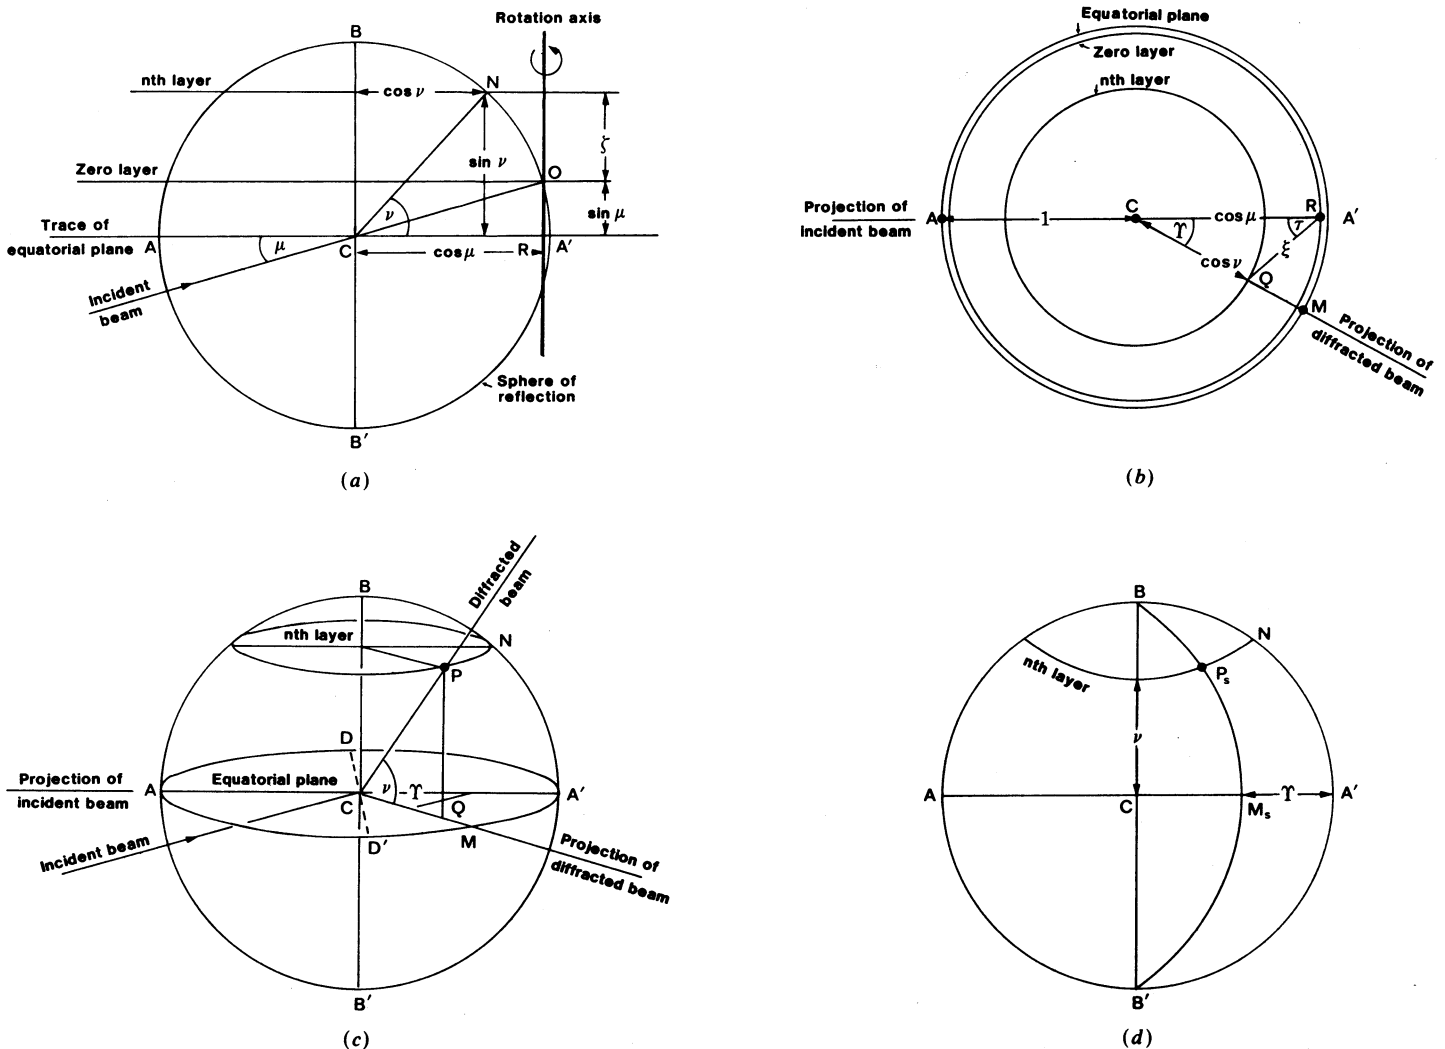 (a)
Rotation axis
B
nth layer
cos ν
N
ζ
sin ν
Zero layer
O
sin μ
Trace of
equatorial plane
A
μ
ν
C
cos μ
R
A′
Incident
beam
Sphere of
reflection
B′
(a)
(b)
Equatorial plane
Zero layer
nth layer
Projection of
incident beam
A
1
C
cos μ
R
A′
ϒ
τ
ξ
cos ν
Q
M
Projection of
diffracted beam
(b)
Diffracted
beam
B
nth layer
N
P
D
Projection of
incident beam
A
Equatorial plane
ν
ϒ
A′
C
Q
Incident beam
D′
M
Projection of
diffracted beam
B′
(c)
B
N
nth layer
Ps
ν
A
C
Ms
ϒ
A′
B′
(d)